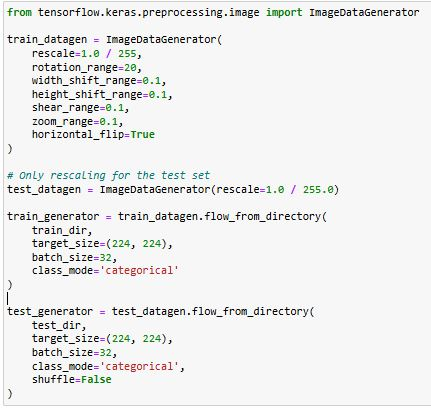 from tensorflow.keras.preprocessing.image import ImageDataGenerator
train_datagen = ImageDataGenerator(
    rescale=1.0 / 255,
    rotation_range=20,
    width_shift_range=0.1,
    height_shift_range=0.1,
    shear_range=0.1,
    zoom_range=0.1,
    horizontal_flip=True
)
# Only rescaling for the test set
test_datagen = ImageDataGenerator(rescale=1.0 / 255.0)
train_generator = train_datagen.flow_from_directory(
    train_dir,
    target_size=(224, 224),
    batch_size=32,
    class_mode='categorical'
)
test_generator = test_datagen.flow_from_directory(
    test_dir,
    target_size=(224, 224),
    batch_size=32,
    class_mode='categorical',
    shuffle=False
)